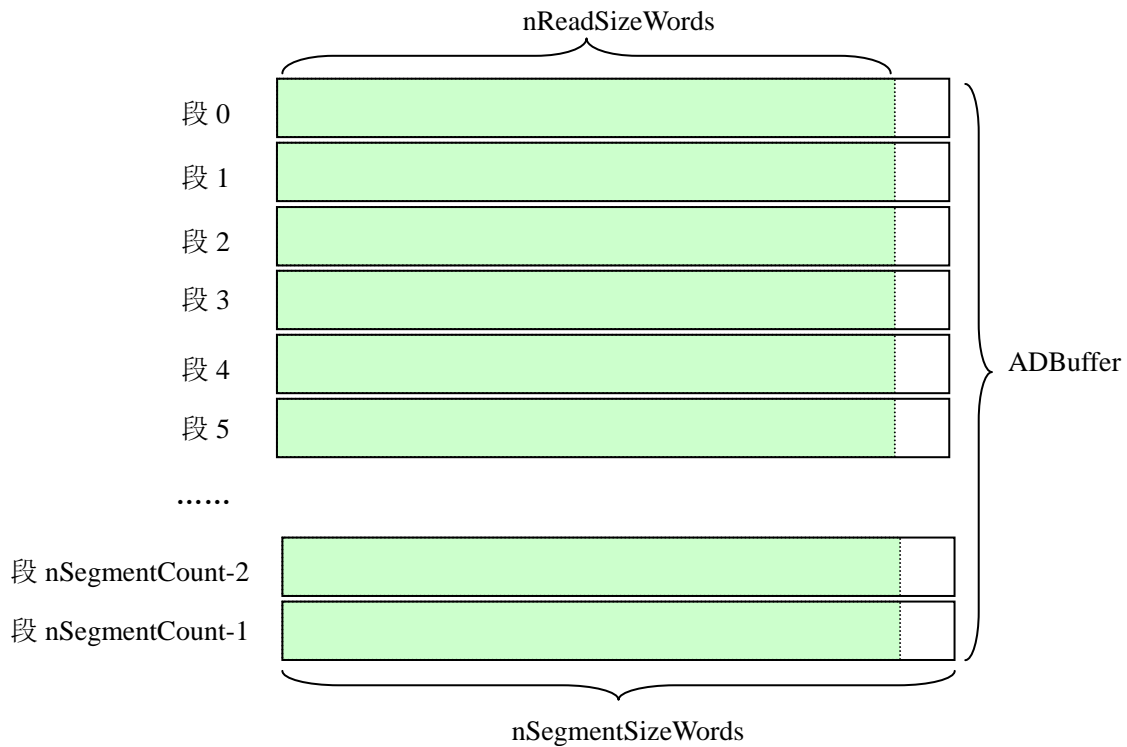 nReadSizeWords
段 0
段 1
段 2
段 3
段 4
ADBuffer
段 5
……
段 nSegmentCount-2
段 nSegmentCount-1
nSegmentSizeWords